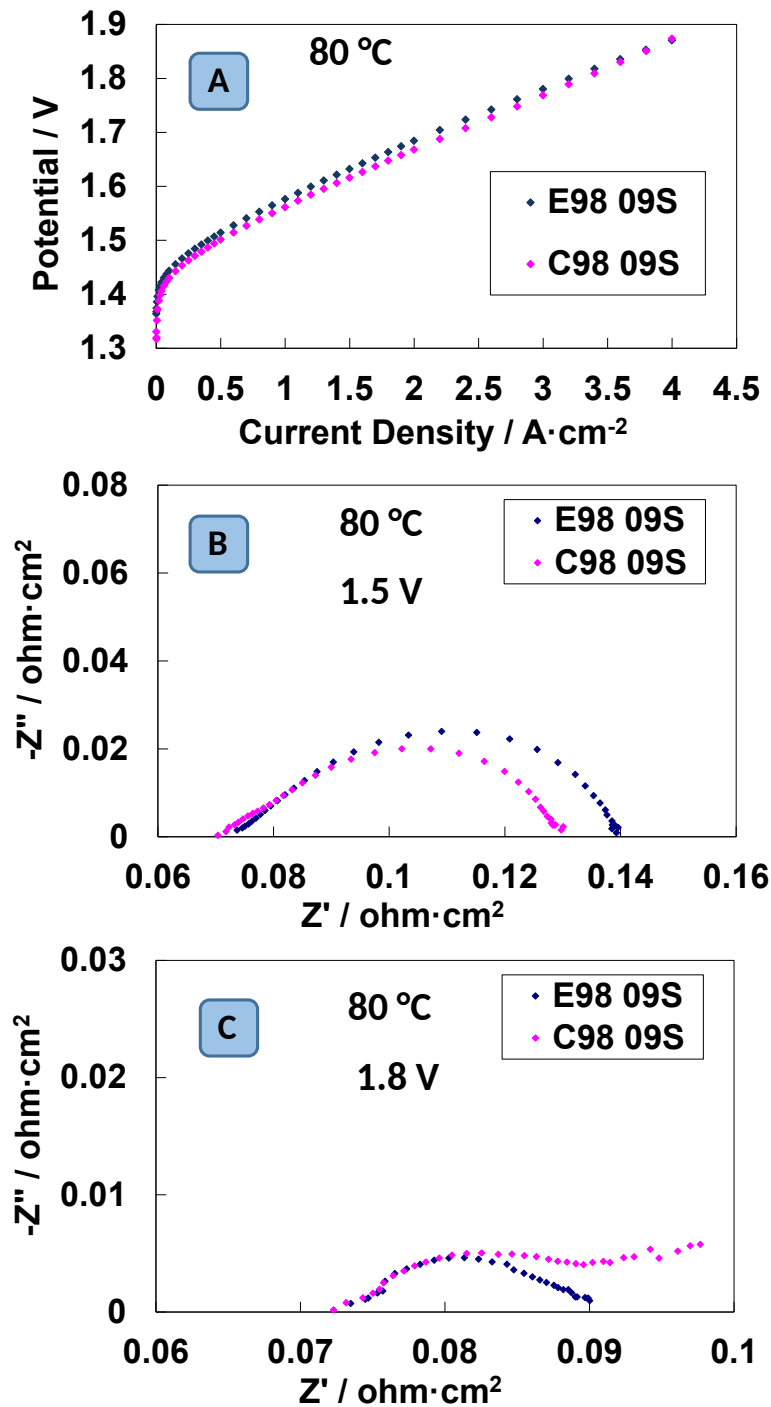 1.9
80 °C
A
1.8
1.7
Potential / V
1.6
E98 09S
1.5
C98 09S
1.4
1.3
0 0.5 1 1.5 2 2.5 3 3.5 4 4.5
Current Density / A·cm-2
0.08
80 °C
E98 09S
B
C98 09S
0.06
1.5 V
-Z" / ohm·cm2
0.04
0.02
0
0.06 0.08 0.1 0.12 0.14 0.16
Z' / ohm·cm2
0.03
E98 09S
80 °C
C
C98 09S
1.8 V
0.02
-Z" / ohm·cm2
0.01
0
0.06 0.07 0.08 0.09 0.1
Z' / ohm·cm2